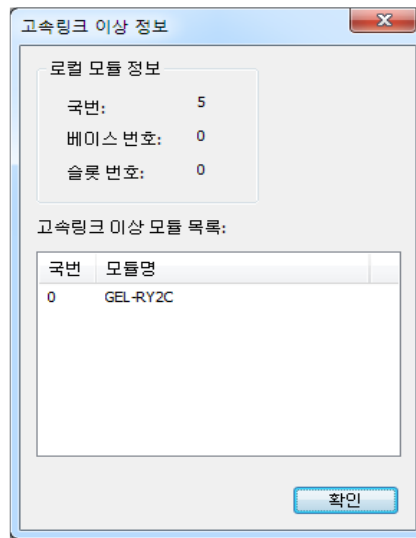 고속링크 이상 정보
로컬 모듈 정보
국번: 5
베이스 번호: 0
슬롯 번호: 0
고속링크 이상 모듈 목록:
국번 모듈명
0 GEL-RY2C
확인